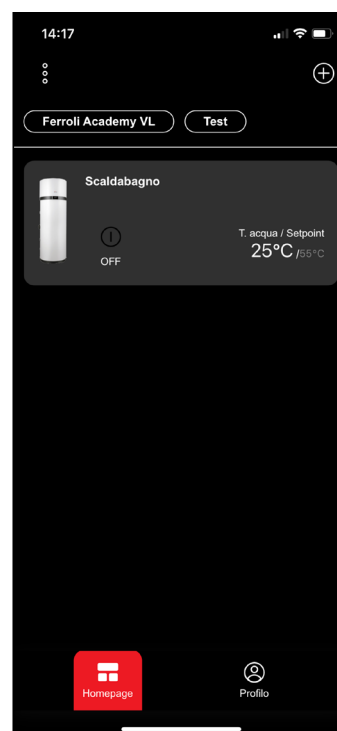 14:17
Ferroli Academy VL Test
Scaldabagno
T. acqua / Setpoint
25°C /55°C
OFF
Homepage Profilo